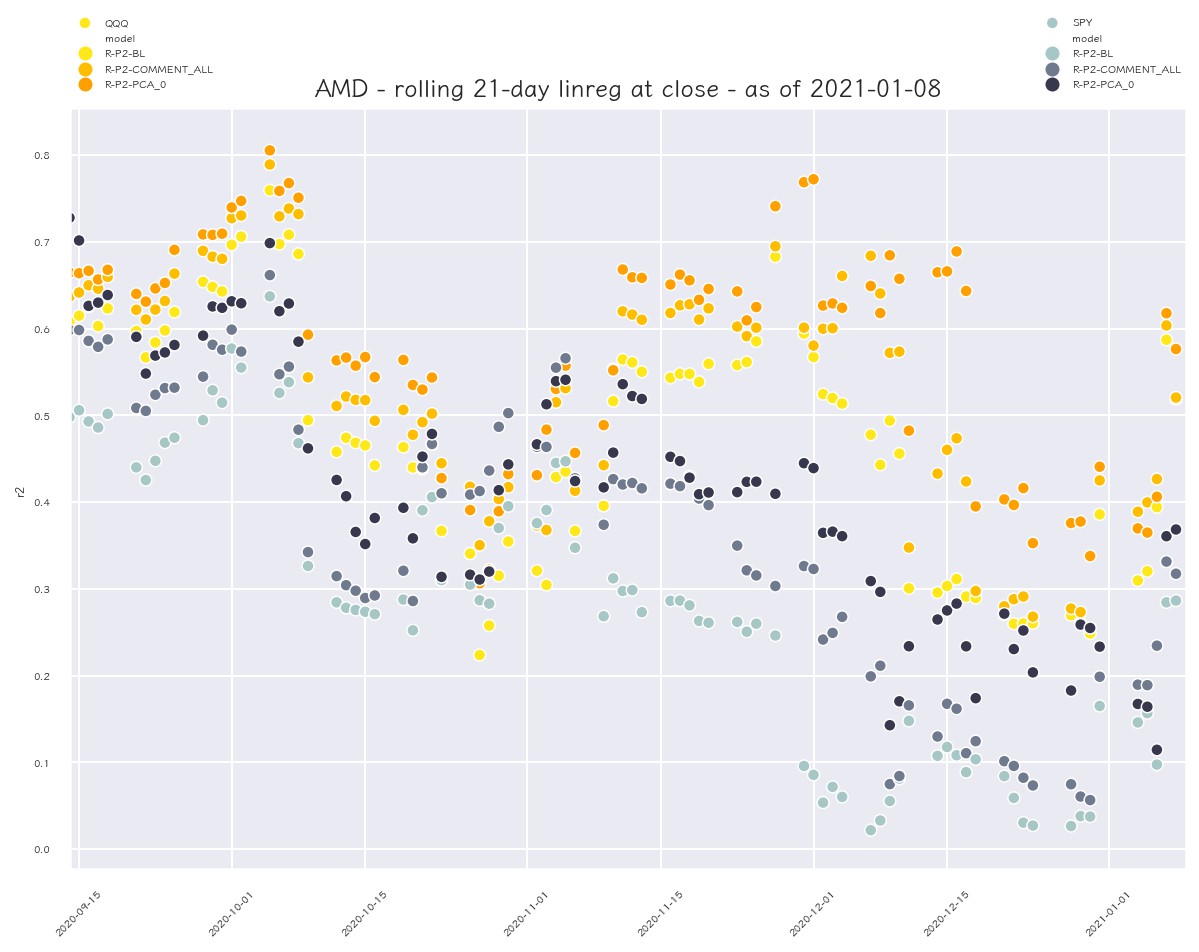 QQQ
model
R-P2-BL
R-P2-COMMENT_ALL
R-P2-PCA_0
SPY
model
R-P2-BL
R-P2-COMMENT_ALL
R-P2-PCA_0
AMD - rolling 21-day linreg at close - as of 2021-01-08
r2
0.8
0.7
0.6
0.5
0.4
0.3
0.2
0.1
0.0
2020-09-15
2020-10-01
2020-10-15
2020-11-01
2020-11-15
2020-12-01
2020-12-15
2021-01-01